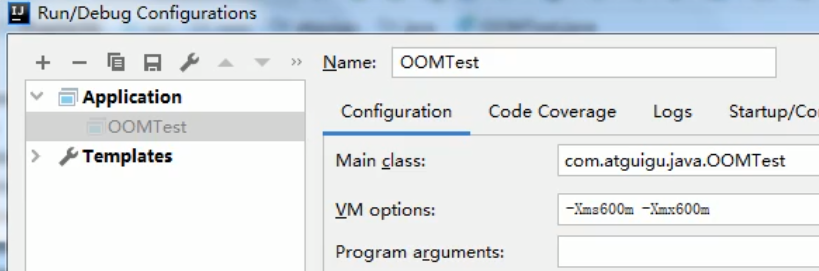 IJ Run/Debug Configurations
Name: OOMTest
Application
OOMTest
Templates
Configuration Code Coverage Logs Startup/Co
Main class: com.atguigu.java.OOMTest
VM options: -Xms600m -Xmx600m
Program arguments: